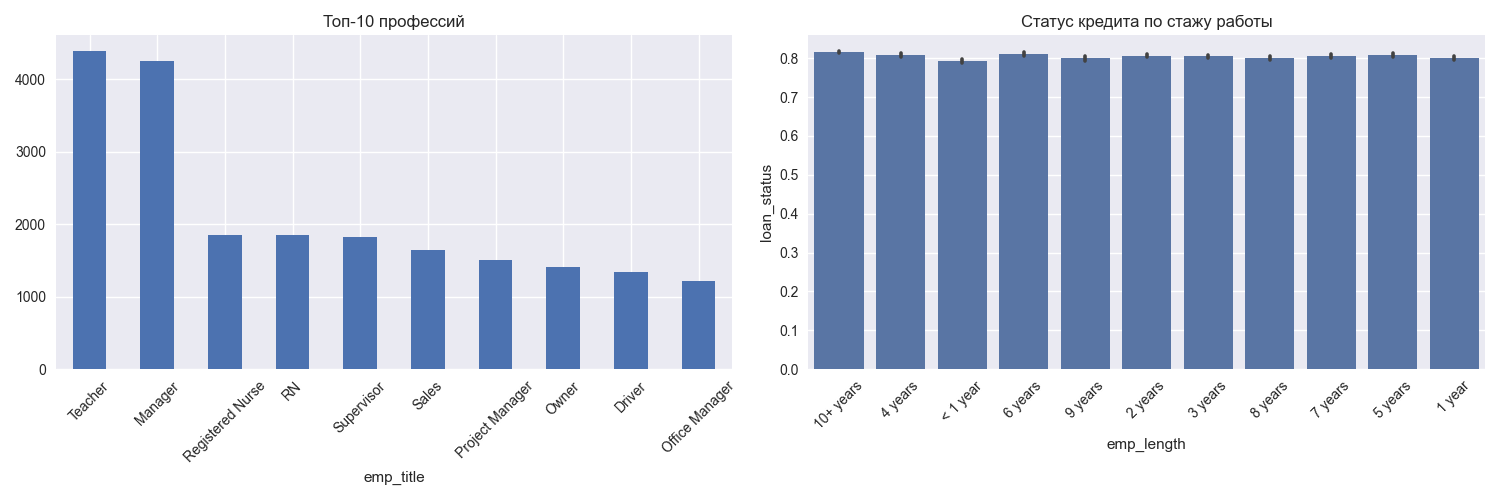 Топ-10 профессий
4000
3000
2000
1000
0
Teacher
Manager
Registered Nurse
RN
Supervisor
Sales
Project Manager
Owner
Driver
Office Manager
emp_title
Статус кредита по стажу работы
loan_status
0.8
0.7
0.6
0.5
0.4
0.3
0.2
0.1
0.0
10+ years
4 years
< 1 year
6 years
9 years
2 years
3 years
8 years
7 years
5 years
1 year
emp_length